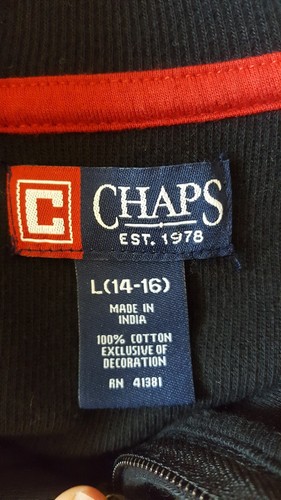 C CHAPS
EST. 1978
L(14-16)
MADE IN
INDIA
100% COTTON
EXCLUSIVE OF
DECORATION
RN 41381